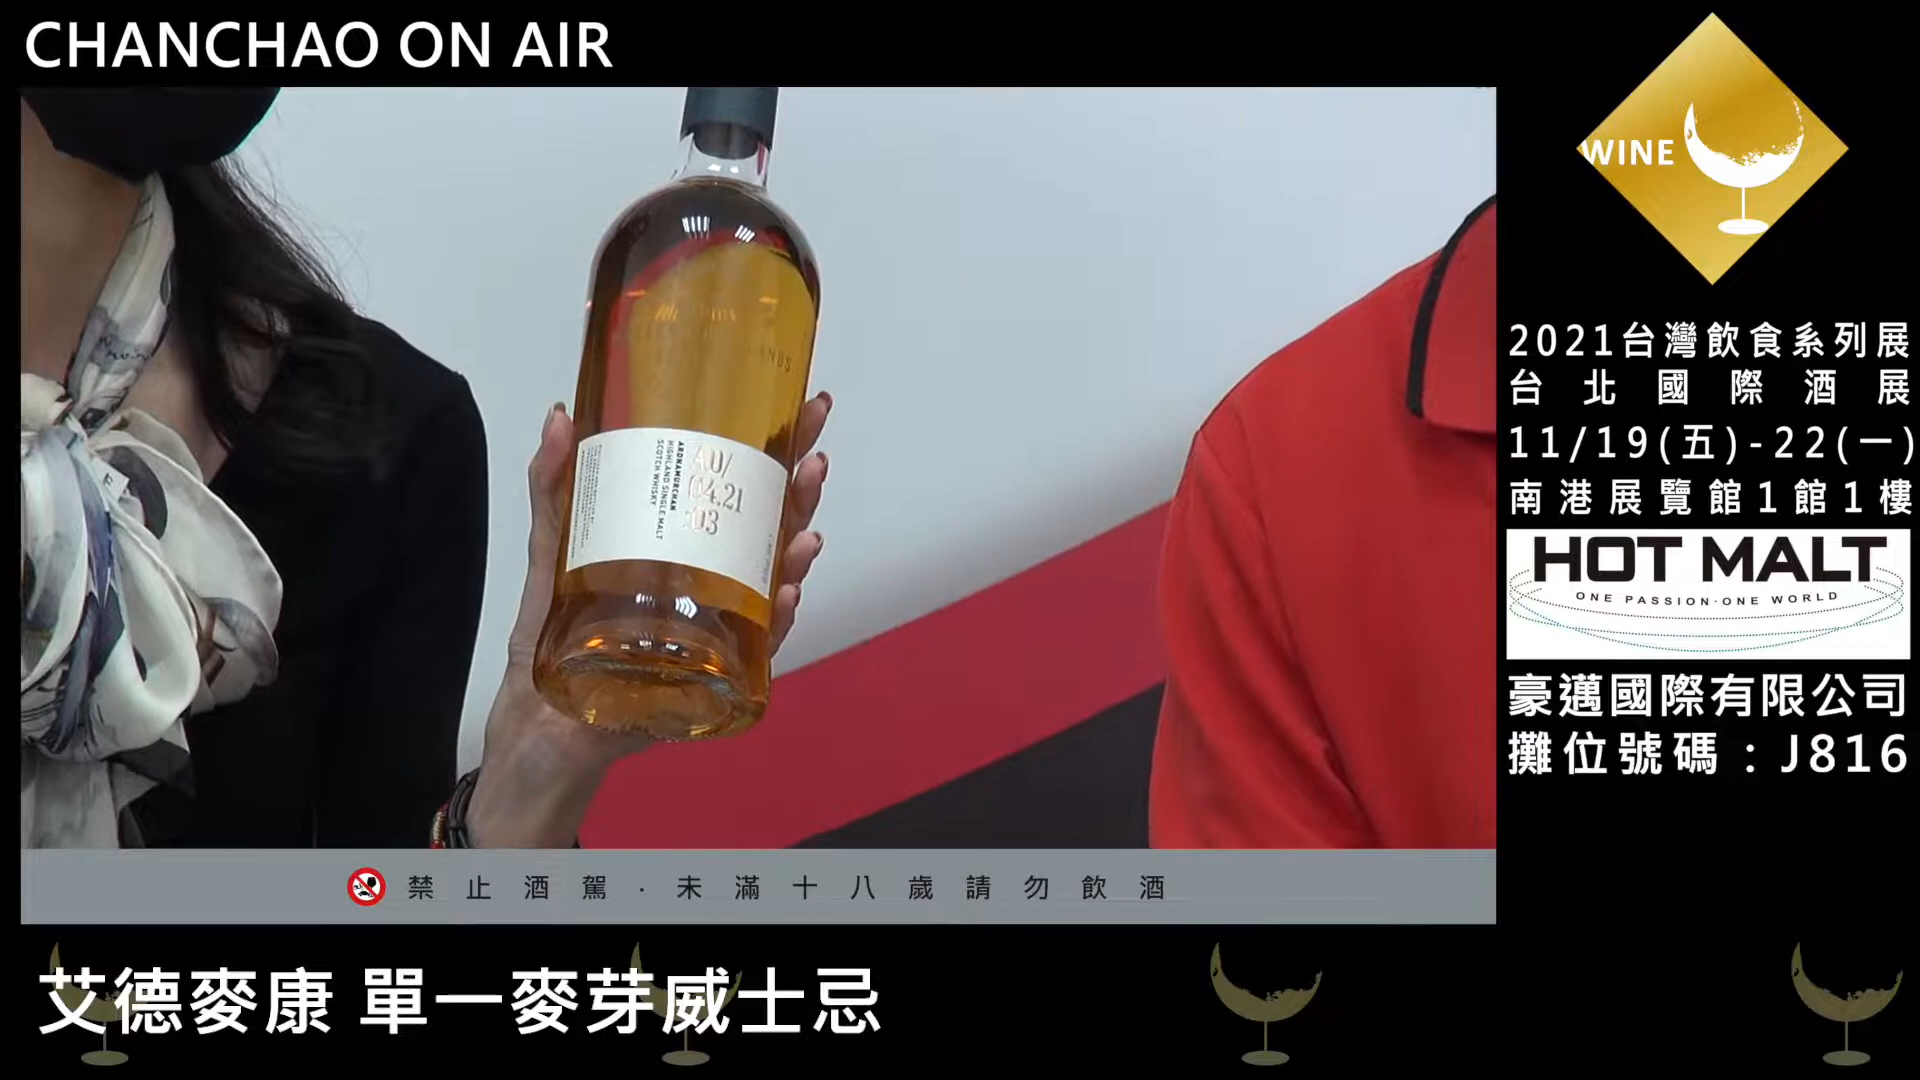 CHANCHAO ON AIR
WINE
2021台灣飲食系列展
台北國際酒展
11/19(五)-22(一)
南港展覽館1館1樓
HOT MALT
ONE PASSION·ONE WORLD
豪邁國際有限公司
攤位號碼：J816
ARDNAMURCHAN
HIGHLAND SINGLE MALT
SCOTCH WHISKY
AD/
04.21
:03
禁止酒駕·未滿十八歲請勿飲酒
艾德麥康 單一麥芽威士忌